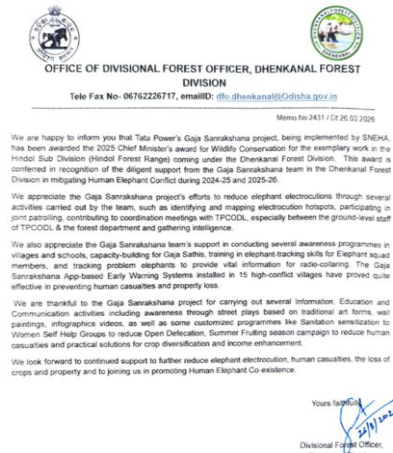 OFFICE OF DIVISIONAL FOREST OFFICER, DHENKANAL FOREST
DIVISION
Tele Fax No- 06762226717, emailID: dfo.dhenkanal@Odisha.gov.in
Memo No 2431 / Dt.26.03.2026
We are happy to inform you that Tata Power's Gaja Sanrakshana project, being implemented by SNEHA,
has been awarded the 2025 Chief Minister's award for Wildlife Conservation for the exemplary work in the
Hindol Sub Division (Hindol Forest Range) coming under the Dhenkanal Forest Division. This award is
conferred in recognition of the diligent support from the Gaja Sanrakshana team in the Dhenkanal Forest
Division in mitigating Human Elephant Conflict during 2024-25 and 2025-26.
We appreciate the Gaja Sanrakshana project's efforts to reduce elephant electrocutions through several
activities carried out by the team, such as identifying and mapping electrocution hotspots, participating in
joint patrolling, contributing to coordination meetings with TPCODL, especially between the ground-level staff
of TPCODL & the forest department and gathering intelligence.
We also appreciate the Gaja Sanrakshana team's support in conducting several awareness programmes in
villages and schools, capacity-building for Gaja Sathis, training in elephant-tracking skills for Elephant squad
members, and tracking problem elephants to provide vital information for radio-collaring. The Gaja
Sanrakshana App-based Early Warning Systems installed in 15 high-conflict villages have proved quite
effective in preventing human casualties and property loss.
We are thankful to the Gaja Sanrakshana project for carrying out several Information, Education and
Communication activities including awareness through street plays based on traditional art forms, wall
paintings, infographics videos, as well as some customized programmes like Sanitation sensitization to
Women Self Help Groups to reduce Open Defecation, Summer Fruiting season campaign to reduce human
casualties and practical solutions for crop diversification and income enhancement.
We look forward to continued support to further reduce elephant electrocution, human casualties, the loss of
crops and property and to joining us in promoting Human Elephant Co-existence.
Yours faithfully
Divisional Forest Officer,